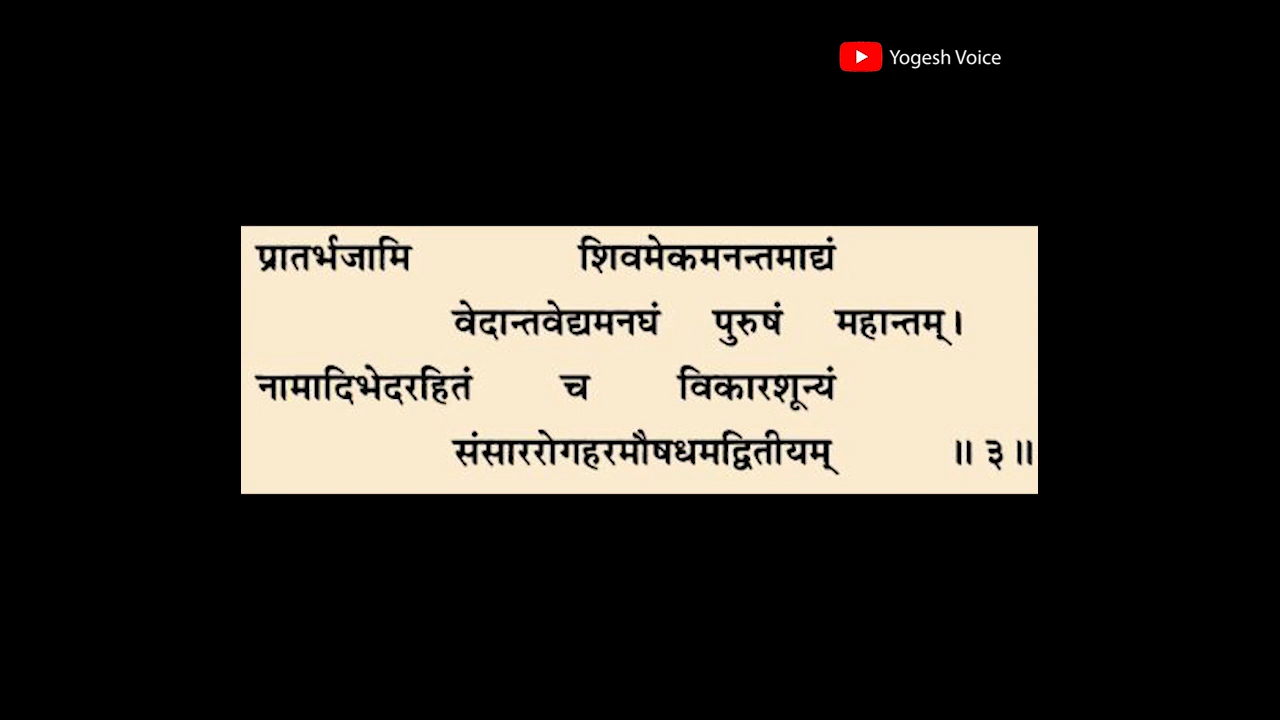 Yogesh Voice
प्रातर्भजामि शिवमेकमनन्तमाद्यं
वेदान्तवेद्यमनघं पुरुषं महान्तम्।
नामादिभेदरहितं च विकारशून्यं
संसाररोगहरमौषधमद्वितीयम् ॥ ३॥